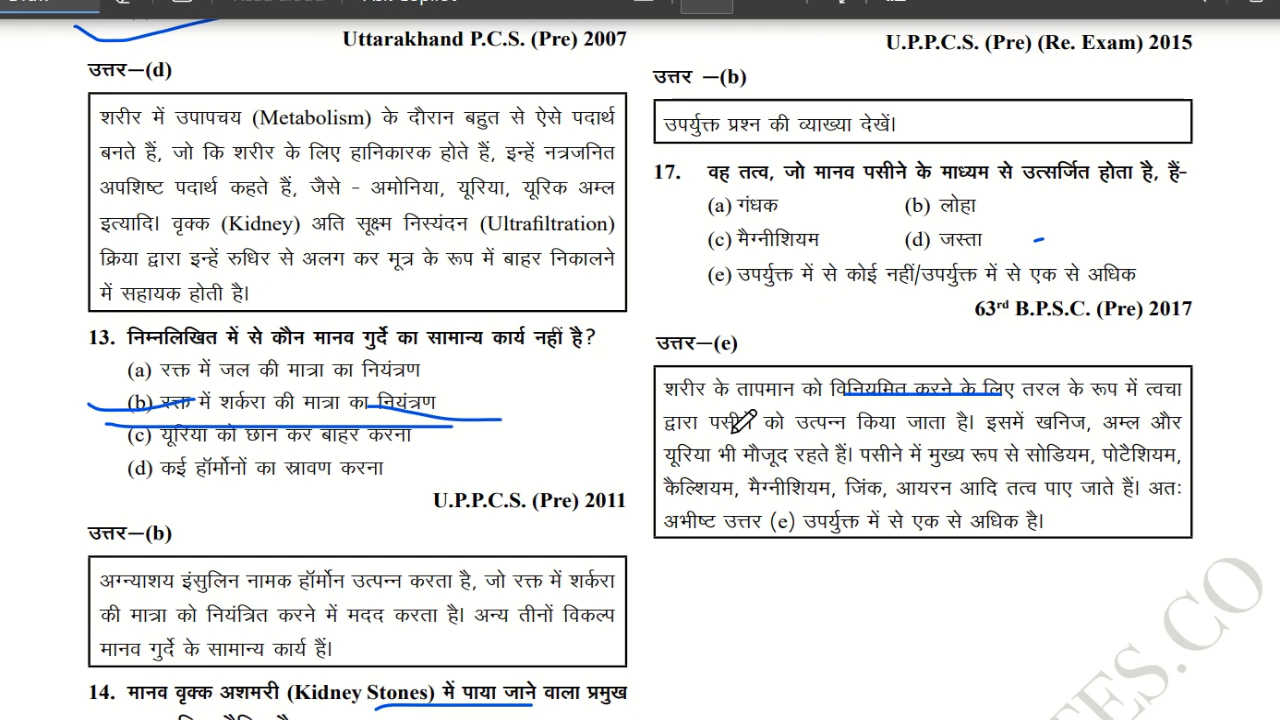 Uttarakhand P.C.S. (Pre) 2007
उत्तर–(d)
शरीर में उपापचय (Metabolism) के दौरान बहुत से ऐसे पदार्थ
बनते हैं, जो कि शरीर के लिए हानिकारक होते हैं, इन्हें नत्रजनित
अपशिष्ट पदार्थ कहते हैं, जैसे - अमोनिया, यूरिया, यूरिक अम्ल
इत्यादि। वृक्क (Kidney) अति सूक्ष्म निस्यंदन (Ultrafiltration)
क्रिया द्वारा इन्हें रुधिर से अलग कर मूत्र के रूप में बाहर निकालने
में सहायक होती है।
13. निम्नलिखित में से कौन मानव गुर्दे का सामान्य कार्य नहीं है?
(a) रक्त में जल की मात्रा का नियंत्रण
(b) रक्त में शर्करा की मात्रा का नियंत्रण
(c) यूरिया को छान कर बाहर करना
(d) कई हॉर्मोनों का स्रावण करना
U.P.P.C.S. (Pre) 2011
उत्तर–(b)
अग्न्याशय इंसुलिन नामक हॉर्मोन उत्पन्न करता है, जो रक्त में शर्करा
की मात्रा को नियंत्रित करने में मदद करता है। अन्य तीनों विकल्प
मानव गुर्दे के सामान्य कार्य हैं।
14. मानव वृक्क अशमरी (Kidney Stones) में पाया जाने वाला प्रमुख
U.P.P.C.S. (Pre) (Re. Exam) 2015
उत्तर –(b)
उपर्युक्त प्रश्न की व्याख्या देखें।
17. वह तत्व, जो मानव पसीने के माध्यम से उत्सर्जित होता है, हैं-
(a) गंधक (b) लोहा
(c) मैग्नीशियम (d) जस्ता
(e) उपर्युक्त में से कोई नहीं/उपर्युक्त में से एक से अधिक
63rd B.P.S.C. (Pre) 2017
उत्तर–(e)
शरीर के तापमान को विनियमित करने के लिए तरल के रूप में त्वचा
द्वारा को उत्पन्न किया जाता है। इसमें खनिज, अम्ल और
यूरिया भी मौजूद रहते हैं। पसीने में मुख्य रूप से सोडियम, पोटैशियम,
कैल्शियम, मैग्नीशियम, जिंक, आयरन आदि तत्व पाए जाते हैं। अतः
अभीष्ट उत्तर (e) उपर्युक्त में से एक से अधिक है।